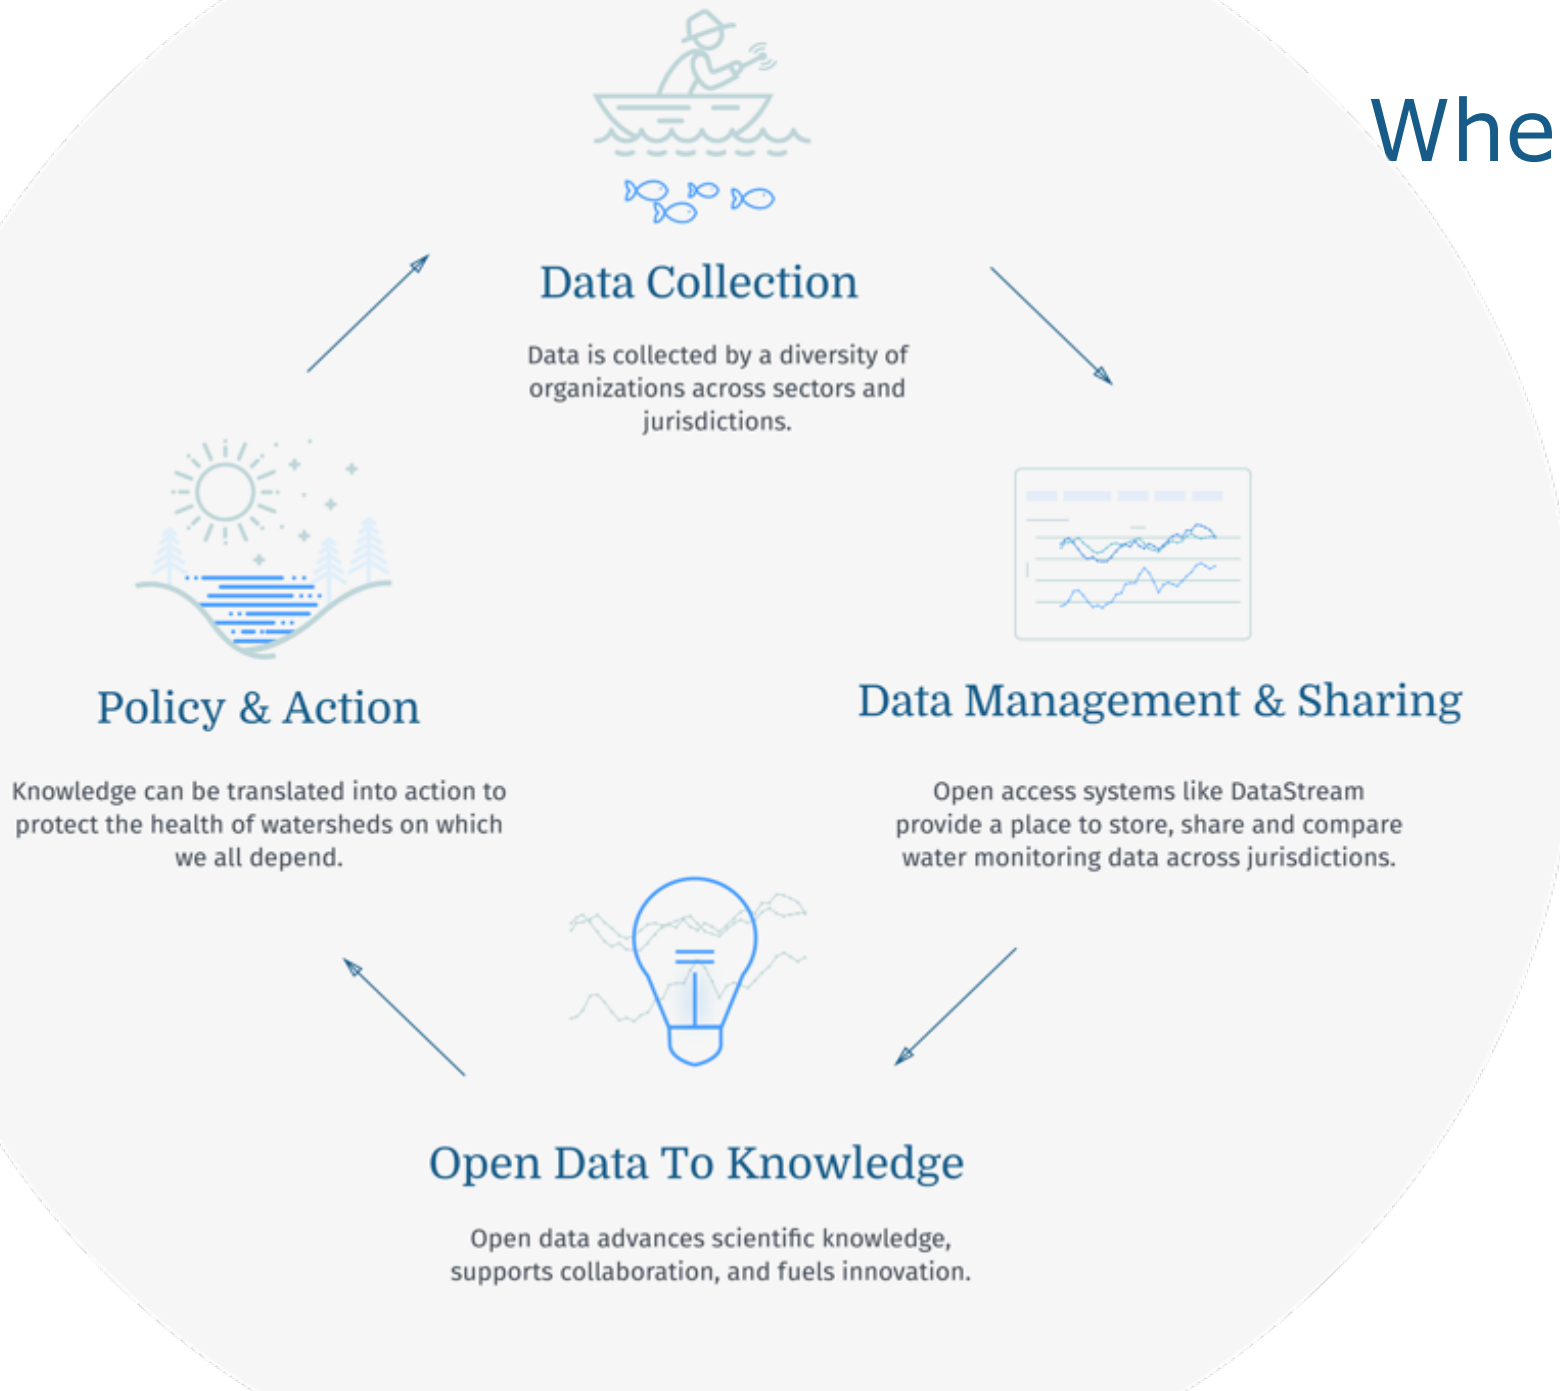 Whe
Data Collection
Data is collected by a diversity of
organizations across sectors and
jurisdictions.
Data Management & Sharing
Open access systems like DataStream
provide a place to store, share and compare
water monitoring data across jurisdictions.
Open Data To Knowledge
Open data advances scientific knowledge,
supports collaboration, and fuels innovation.
Policy & Action
Knowledge can be translated into action to
protect the health of watersheds on which
we all depend.